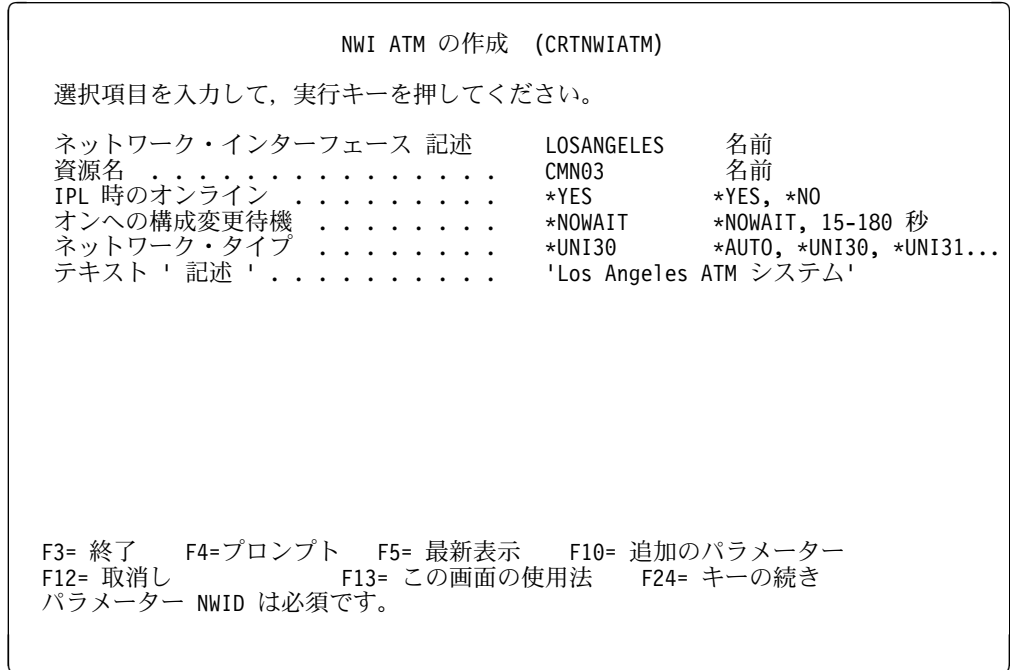 NWI ATM の作成 (CRTNWIATM)
選択項目を入力して，実行キーを押してください。
ネットワーク・インターフェース 記述 LOSANGELES 名前
資源名 . . . . . . . . . . . . . . . CMN03 名前
IPL 時のオンライン . . . . . . . . . *YES *YES, *NO
オンへの構成変更待機 . . . . . . . . *NOWAIT *NOWAIT, 15-180 秒
ネットワーク・タイプ . . . . . . . . *UNI30 *AUTO, *UNI30, *UNI31...
テキスト ' 記述 ' . . . . . . . . . . 'Los Angeles ATM システム'
F3= 終了 F4=プロンプト F5= 最新表示 F10= 追加のパラメーター
F12= 取消し F13= この画面の使用法 F24= キーの続き
パラメーター NWID は必須です。